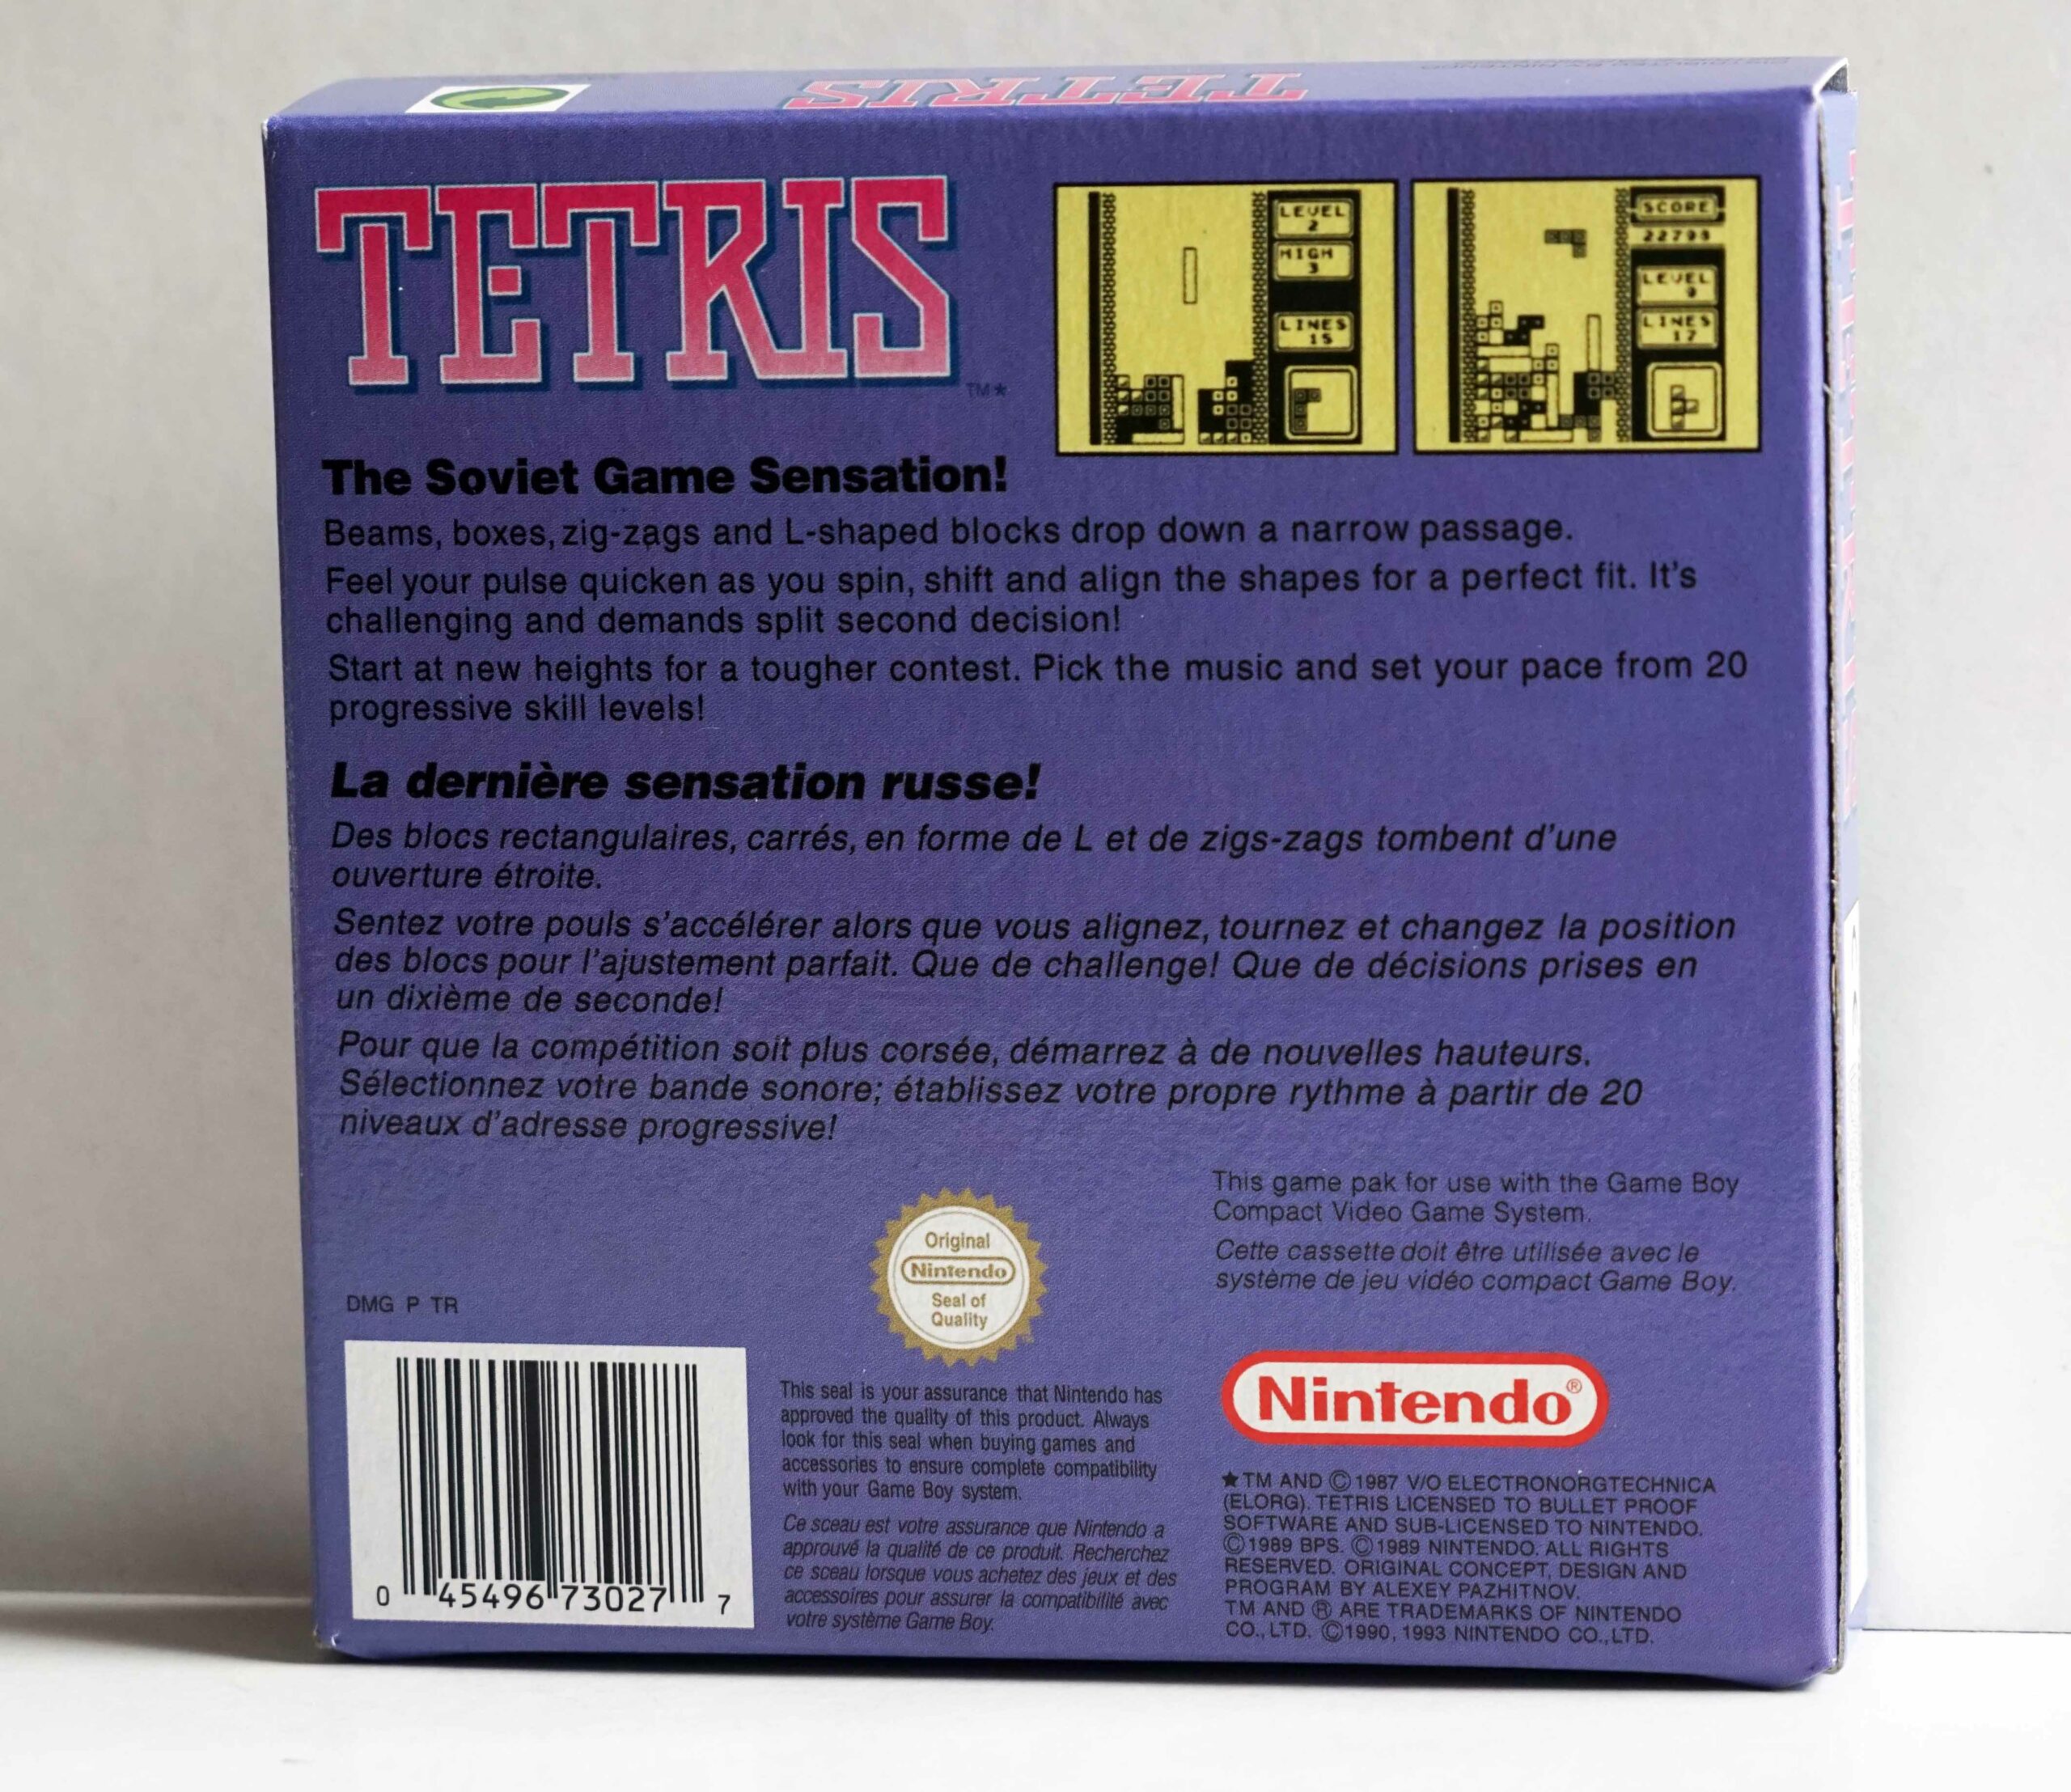 TETRIS
TETRIS
TM★
LEVEL
2
HIGH
3
LINES
15
SCORE
22798
LEVEL
9
LINES
17
The Soviet Game Sensation!
Beams, boxes, zig-zags and L-shaped blocks drop down a narrow passage.
Feel your pulse quicken as you spin, shift and align the shapes for a perfect fit. It's
challenging and demands split second decision!
Start at new heights for a tougher contest. Pick the music and set your pace from 20
progressive skill levels!
La dernière sensation russe!
Des blocs rectangulaires, carrés, en forme de L et de zigs-zags tombent d'une
ouverture étroite.
Sentez votre pouls s'accélérer alors que vous alignez, tournez et changez la position
des blocs pour l'ajustement parfait. Que de challenge! Que de décisions prises en
un dixième de seconde!
Pour que la compétition soit plus corsée, démarrez à de nouvelles hauteurs.
Sélectionnez votre bande sonore; établissez votre propre rythme à partir de 20
niveaux d'adresse progressive!
This game pak for use with the Game Boy
Compact Video Game System.
Cette cassette doit être utilisée avec le
système de jeu vidéo compact Game Boy.
Original
Nintendo
Seal of
Quality
DMG P TR
0 45496 73027 7
This seal is your assurance that Nintendo has
approved the quality of this product. Always
look for this seal when buying games and
accessories to ensure complete compatibility
with your Game Boy system.
Ce sceau est votre assurance que Nintendo a
approuvé la qualité de ce produit. Recherchez
ce sceau lorsque vous achetez des jeux et des
accessoires pour assurer la compatibilité avec
votre système Game Boy.
Nintendo®
★TM AND ©1987 V/O ELECTRONORGTECHNICA
(ELORG). TETRIS LICENSED TO BULLET PROOF
SOFTWARE AND SUB-LICENSED TO NINTENDO.
©1989 BPS. ©1989 NINTENDO. ALL RIGHTS
RESERVED. ORIGINAL CONCEPT, DESIGN AND
PROGRAM BY ALEXEY PAZHITNOV.
TM AND ® ARE TRADEMARKS OF NINTENDO
CO., LTD. ©1990, 1993 NINTENDO CO., LTD.